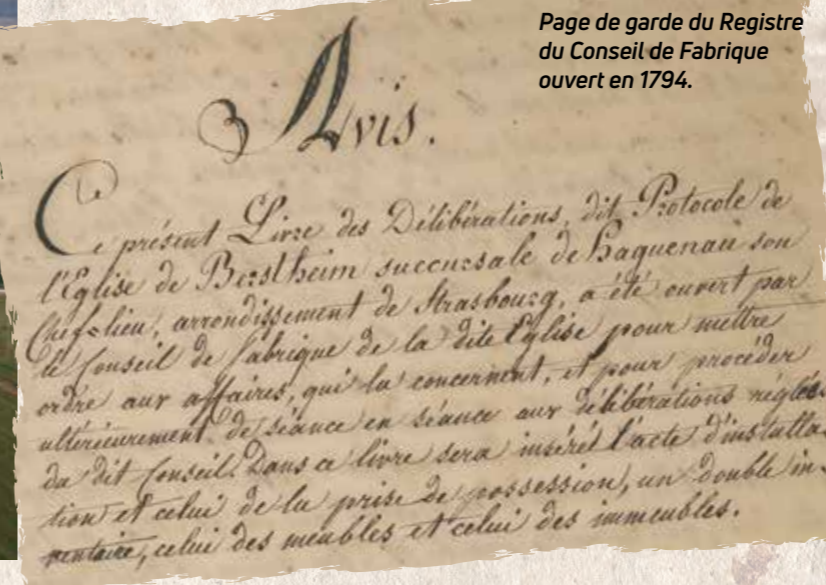 Page de garde du Registre
du Conseil de Fabrique
ouvert en 1794.
Avis.
Ce présent Livre des Délibérations, dit Protocole de
l'Eglise de Berstheim succursale de haguenau son
Chef-lieu, arrondissement de Strasbourg, a été ouvert par
le Conseil de fabrique de la dite Eglise pour mettre
ordre aux affaires, qui la concernent, et pour procéder
ultérieurement de séance en séance aux délibérations réglées
du dit Conseil. Dans ce livre sera inséré l'acte d'installa-
tion et celui de la prise de possession, un double in-
ventaire, celui des meubles et celui des immeubles.